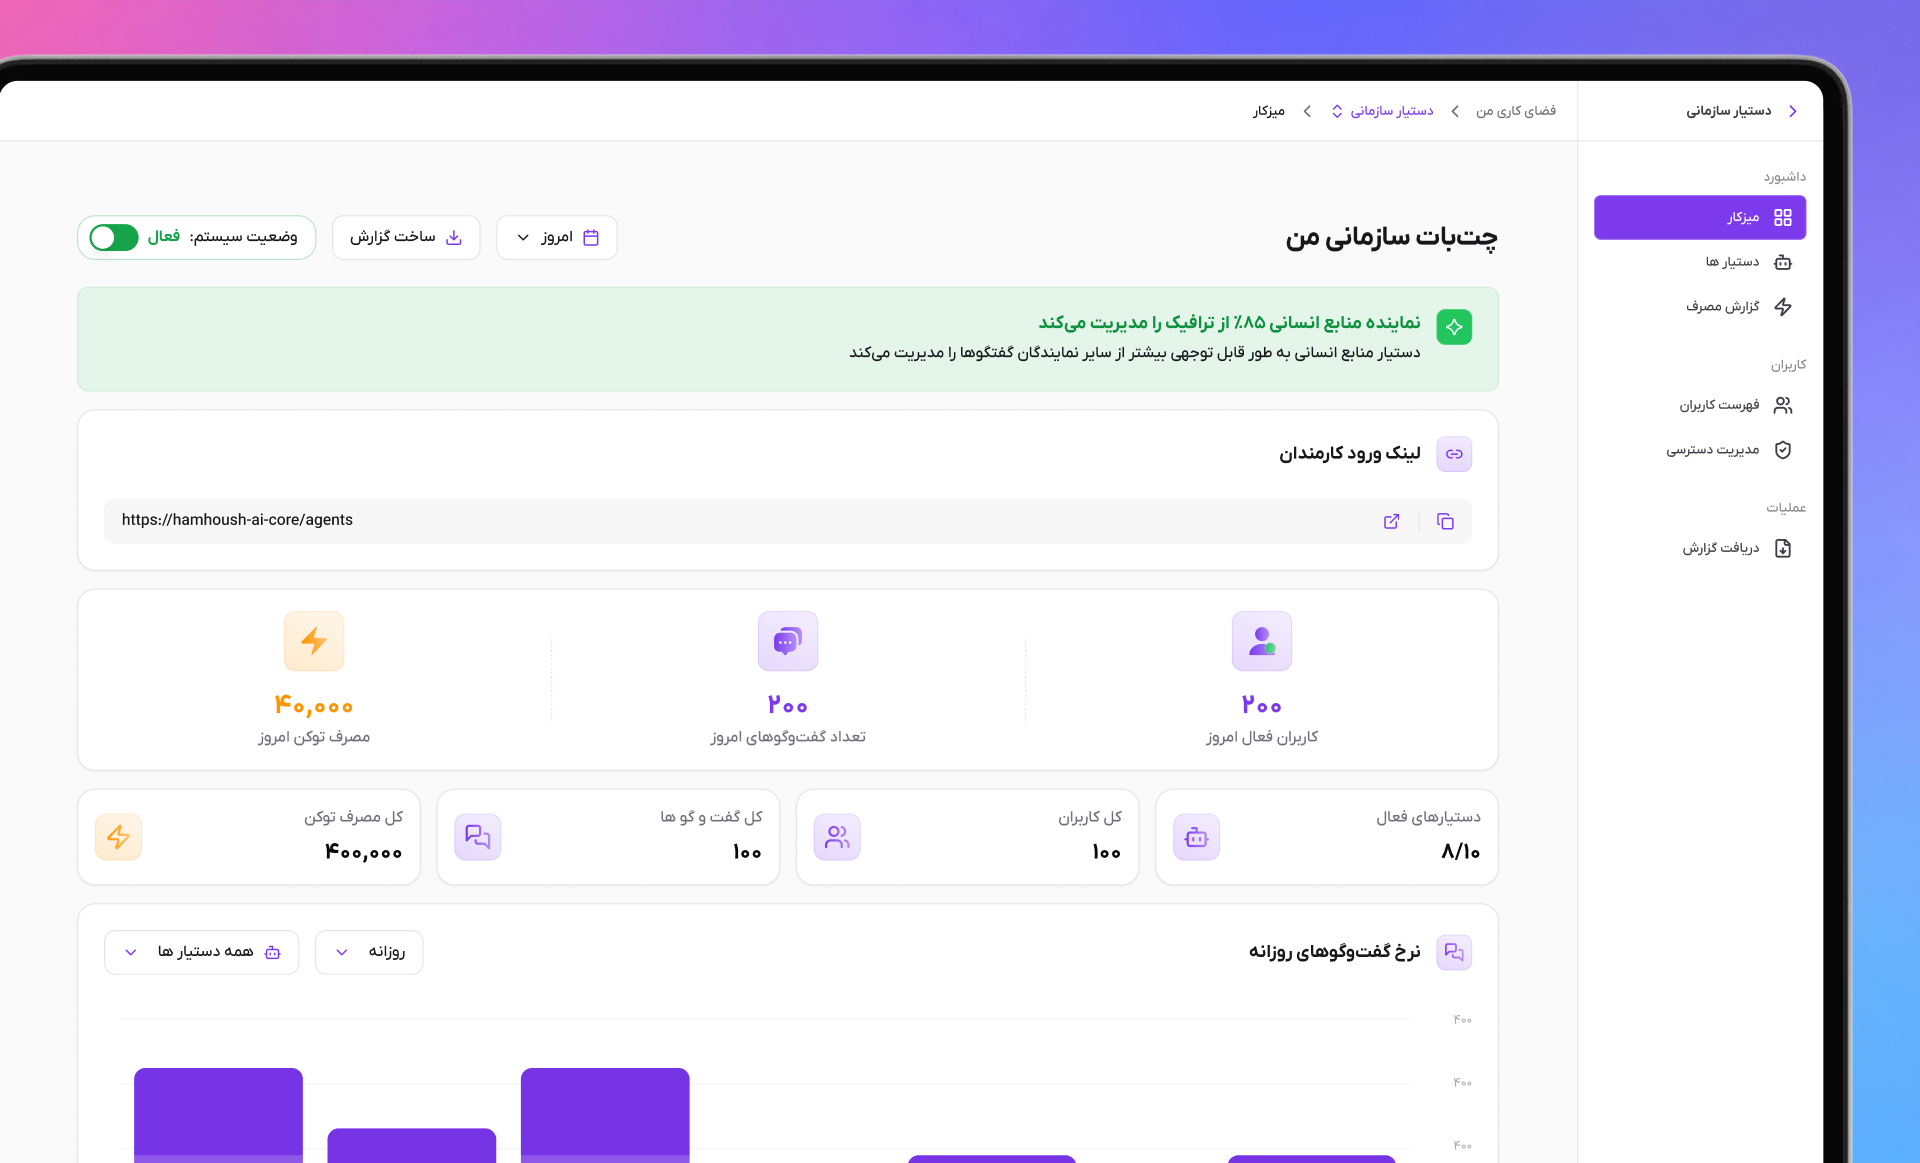 دستیار سازمانی
فضای کاری من
دستیار سازمانی
میزکار
داشبورد
میزکار
دستیار ها
گزارش مصرف
کاربران
فهرست کاربران
مدیریت دسترسی
عملیات
دریافت گزارش
چت‌بات سازمانی من
امروز
ساخت گزارش
وضعیت سیستم: فعال
نماینده منابع انسانی ۸۵٪ از ترافیک را مدیریت می‌کند
دستیار منابع انسانی به طور قابل توجهی بیشتر از سایر نمایندگان گفتگوها را مدیریت می‌کند
لینک ورود کارمندان
https://hamhoush-ai-core/agents
۲۰۰
کاربران فعال امروز
۲۰۰
تعداد گفت‌وگوهای امروز
۴۰,۰۰۰
مصرف توکن امروز
دستیارهای فعال
۸/۱۰
کل کاربران
۱۰۰
کل گفت و گو ها
۱۰۰
کل مصرف توکن
۴۰۰,۰۰۰
نرخ گفت‌وگوهای روزانه
روزانه
همه دستیار ها
۴۰۰
۴۰۰
۴۰۰